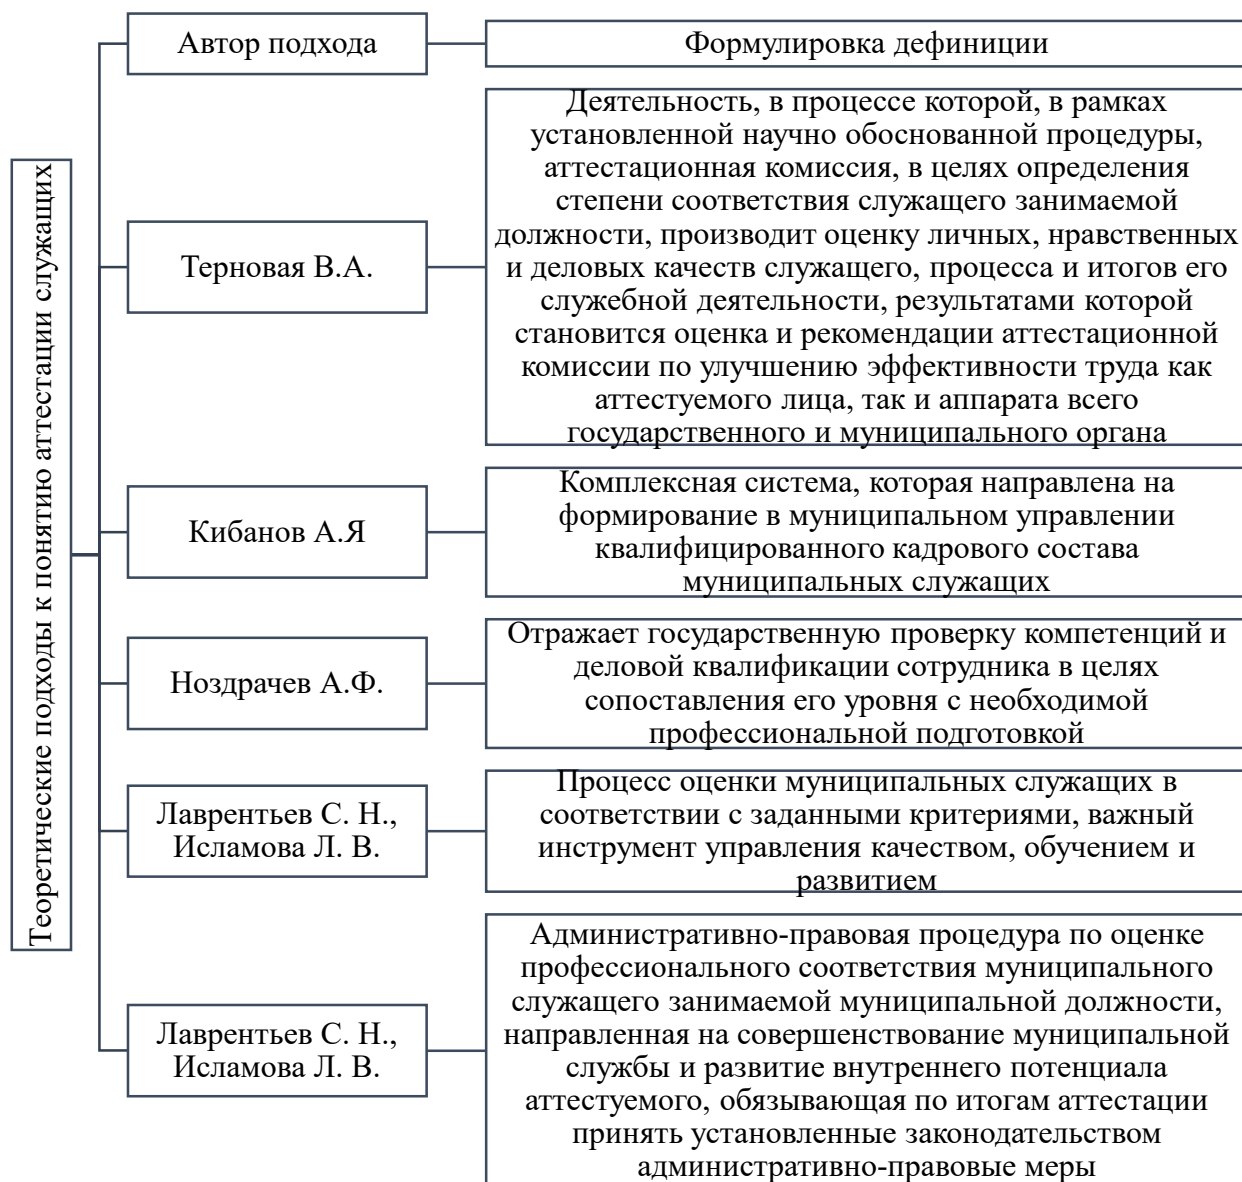 Теоретические подходы к понятию аттестации служащих
Автор подхода
Формулировка дефиниции
Терновая В.А.
Деятельность, в процессе которой, в рамках
установленной научно обоснованной процедуры,
аттестационная комиссия, в целях определения
степени соответствия служащего занимаемой
должности, производит оценку личных, нравственных
и деловых качеств служащего, процесса и итогов его
служебной деятельности, результатами которой
становится оценка и рекомендации аттестационной
комиссии по улучшению эффективности труда как
аттестуемого лица, так и аппарата всего
государственного и муниципального органа
Кибанов А.Я
Комплексная система, которая направлена на
формирование в муниципальном управлении
квалифицированного кадрового состава
муниципальных служащих
Ноздрачев А.Ф.
Отражает государственную проверку компетенций и
деловой квалификации сотрудника в целях
сопоставления его уровня с необходимой
профессиональной подготовкой
Лаврентьев С. Н.,
Исламова Л. В.
Процесс оценки муниципальных служащих в
соответствии с заданными критериями, важный
инструмент управления качеством, обучением и
развитием
Лаврентьев С. Н.,
Исламова Л. В.
Административно-правовая процедура по оценке
профессионального соответствия муниципального
служащего занимаемой муниципальной должности,
направленная на совершенствование муниципальной
службы и развитие внутреннего потенциала
аттестуемого, обязывающая по итогам аттестации
принять установленные законодательством
административно-правовые меры